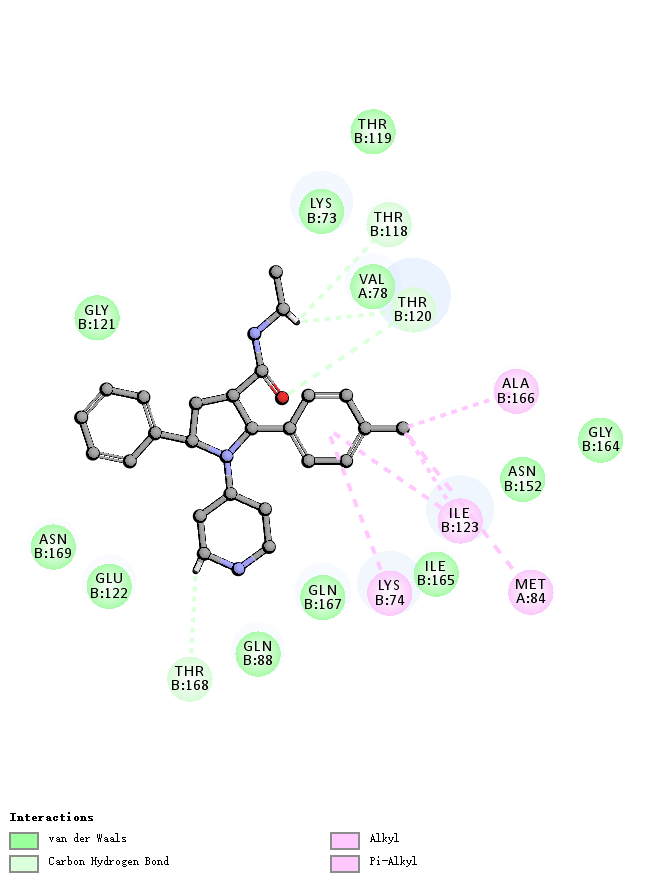 THR
B:119
LYS
B:73
THR
B:118
VAL
A:78
THR
B:120
GLY
B:121
ALA
B:166
GLY
B:164
ASN
B:152
ILE
B:123
ASN
B:169
GLU
B:122
ILE
B:165
GLN
B:167
LYS
B:74
MET
A:84
GLN
B:88
THR
B:168
Interactions
van der Waals
Alkyl
Carbon Hydrogen Bond
Pi-Alkyl